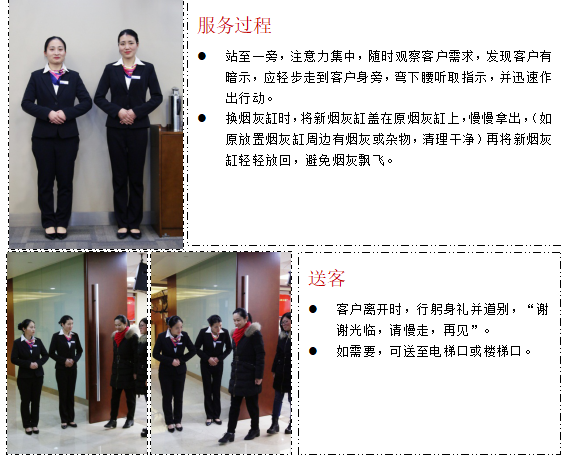 服务过程
● 站至一旁，注意力集中，随时观察客户需求，发现客户有
暗示，应轻步走到客户身旁，弯下腰听取指示，并迅速作
出行动。
● 换烟灰缸时，将新烟灰缸盖在原烟灰缸上，慢慢拿出，（如
原放置烟灰缸周边有烟灰或杂物，清理干净）再将新烟灰
缸轻轻放回，避免烟灰飘飞。
送客
● 客户离开时，行躬身礼并道别，“谢
谢光临，请慢走，再见”。
● 如需要，可送至电梯口或楼梯口。